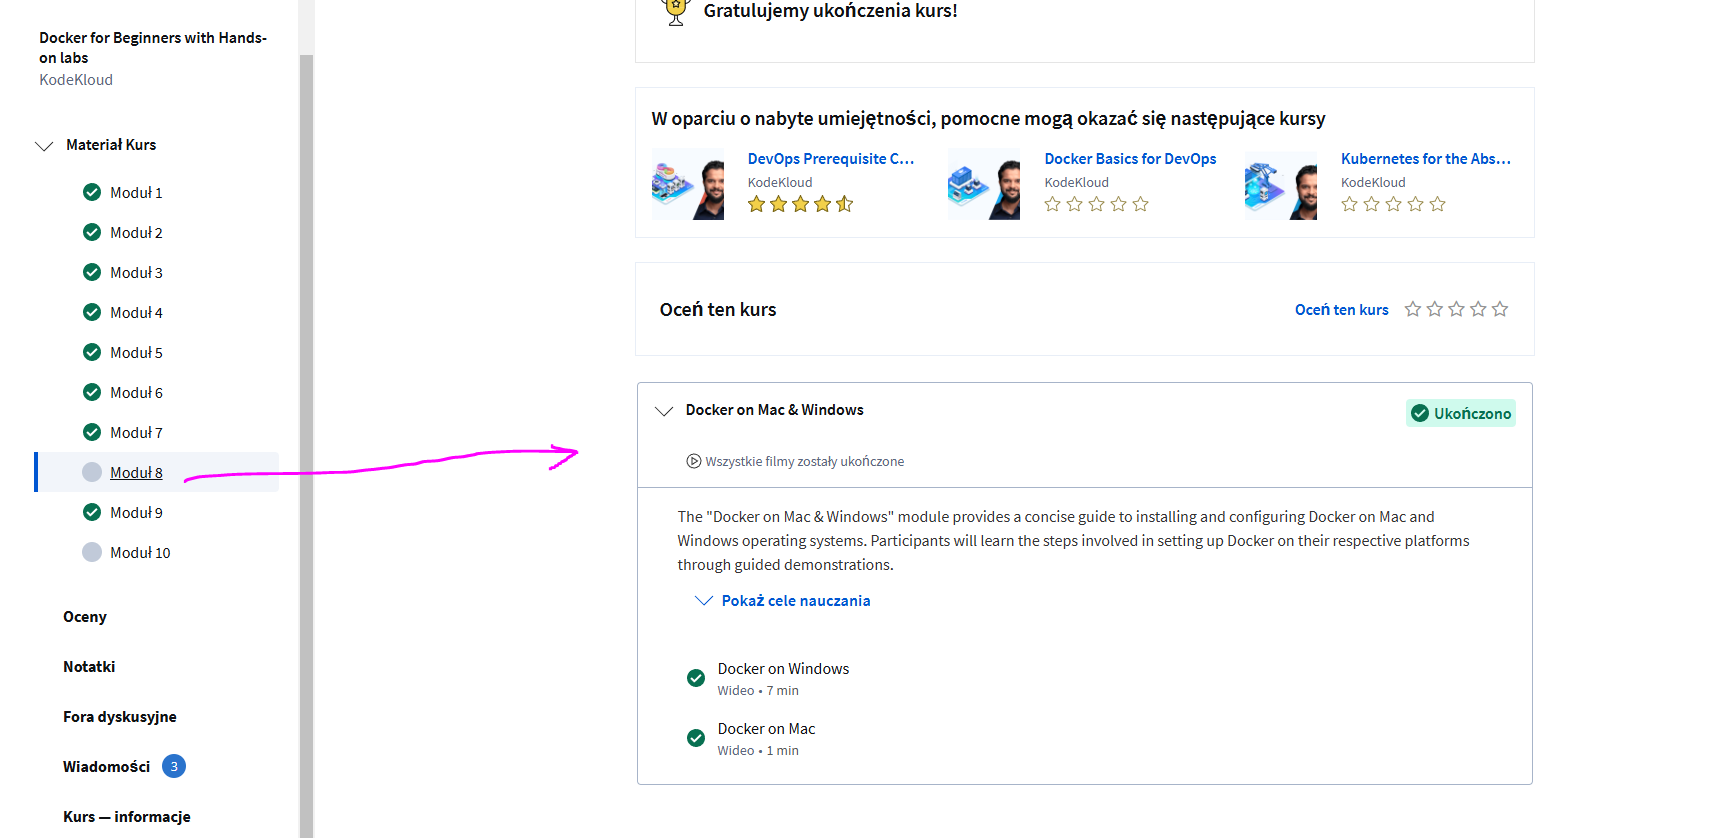 Docker for Beginners with Hands-
on labs
KodeKloud
Materiał Kurs
Moduł 1
Moduł 2
Moduł 3
Moduł 4
Moduł 5
Moduł 6
Moduł 7
Moduł 8
Moduł 9
Moduł 10
Oceny
Notatki
Fora dyskusyjne
Wiadomości 3
Kurs — informacje
Gratulujemy ukończenia kurs!
W oparciu o nabyte umiejętności, pomocne mogą okazać się następujące kursy
DevOps Prerequisite C...
KodeKloud
Docker Basics for DevOps
KodeKloud
Kubernetes for the Abs...
KodeKloud
Oceń ten kurs
Oceń ten kurs
Docker on Mac & Windows
Ukończono
Wszystkie filmy zostały ukończone
The "Docker on Mac & Windows" module provides a concise guide to installing and configuring Docker on Mac and
Windows operating systems. Participants will learn the steps involved in setting up Docker on their respective platforms
through guided demonstrations.
Pokaż cele nauczania
Docker on Windows
Wideo • 7 min
Docker on Mac
Wideo • 1 min